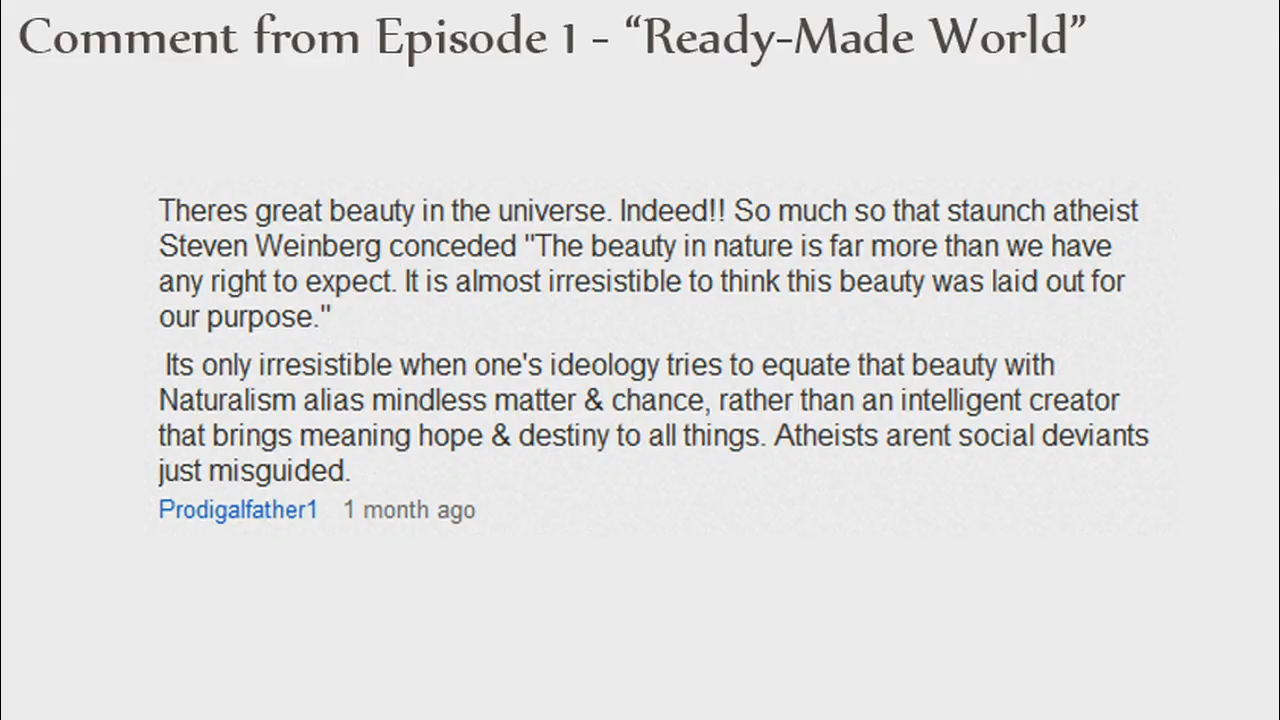 Comment from Episode 1 - “Ready-Made World”
Theres great beauty in the universe. Indeed!! So much so that staunch atheist
Steven Weinberg conceded "The beauty in nature is far more than we have
any right to expect. It is almost irresistible to think this beauty was laid out for
our purpose."
Its only irresistible when one's ideology tries to equate that beauty with
Naturalism alias mindless matter & chance, rather than an intelligent creator
that brings meaning hope & destiny to all things. Atheists arent social deviants
just misguided.
Prodigalfather1 1 month ago